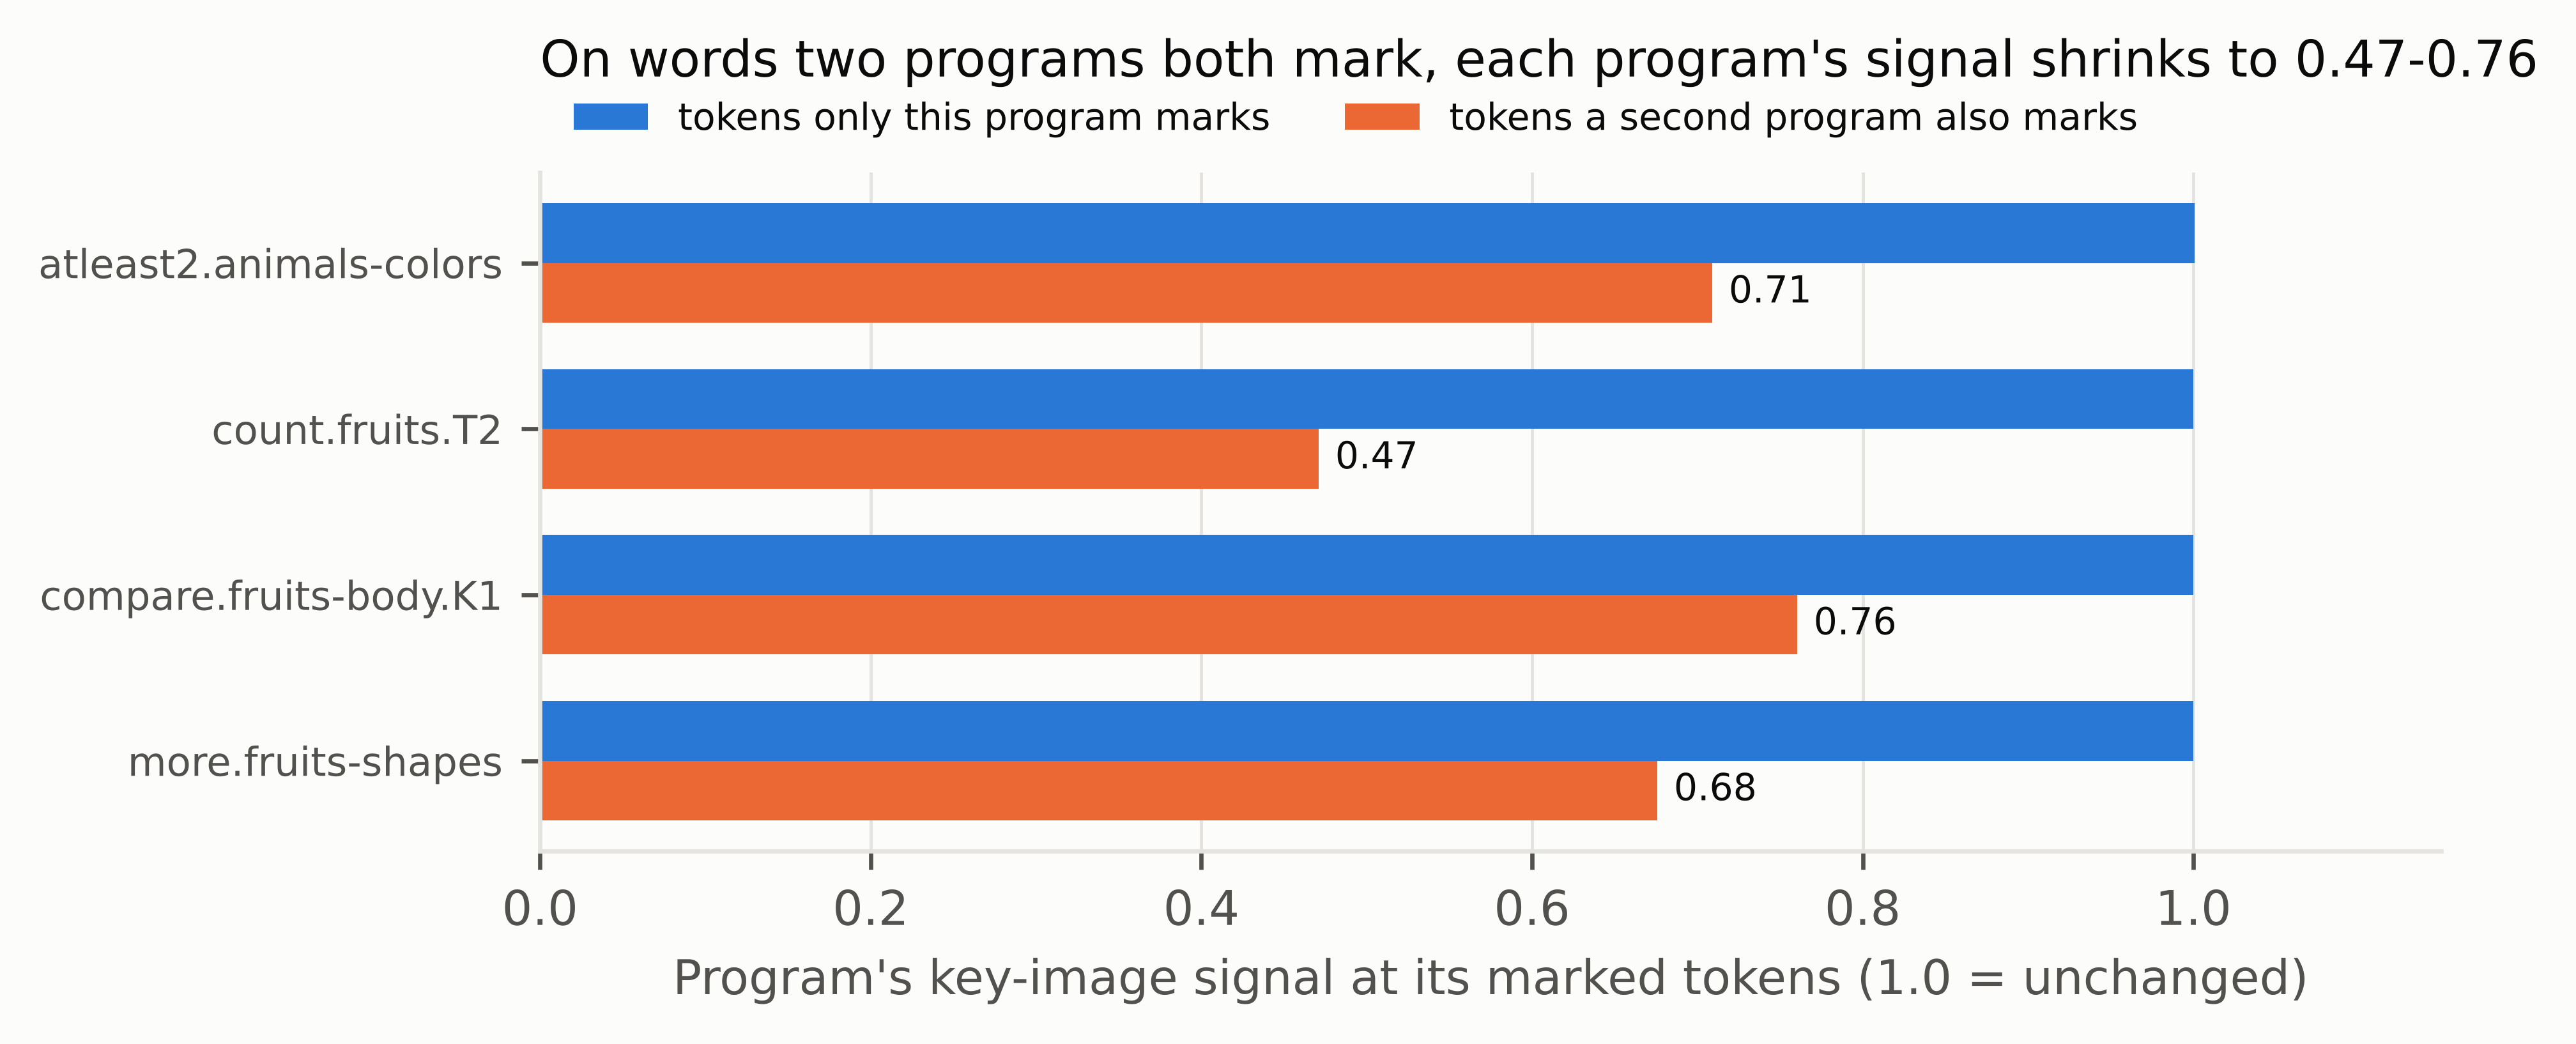 On words two programs both mark, each program's signal shrinks to 0.47-0.76
tokens only this program marks
tokens a second program also marks
atleast2.animals-colors
0.71
count.fruits.T2
0.47
compare.fruits-body.K1
0.76
more.fruits-shapes
0.68
0.0 0.2 0.4 0.6 0.8 1.0
Program's key-image signal at its marked tokens (1.0 = unchanged)